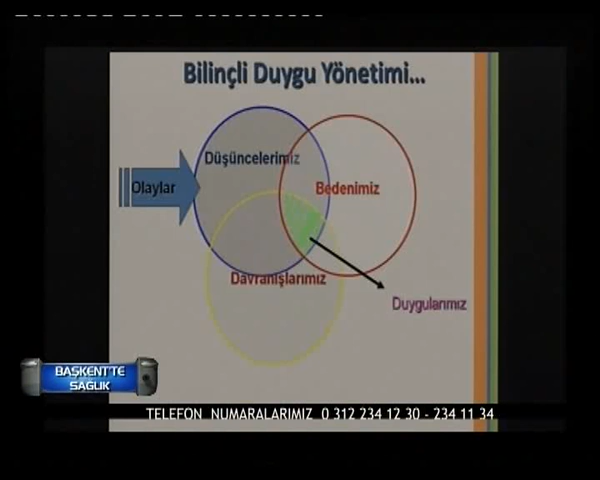 Bilinçli Duygu Yönetimi...
Düşüncelerimiz
Olaylar
Bedenimiz
Davranışlarımız
Duygularımız
BAŞKENT'TE
SAĞLIK
TELEFON NUMARALARIMIZ 0 312 234 12 30 - 234 11 34